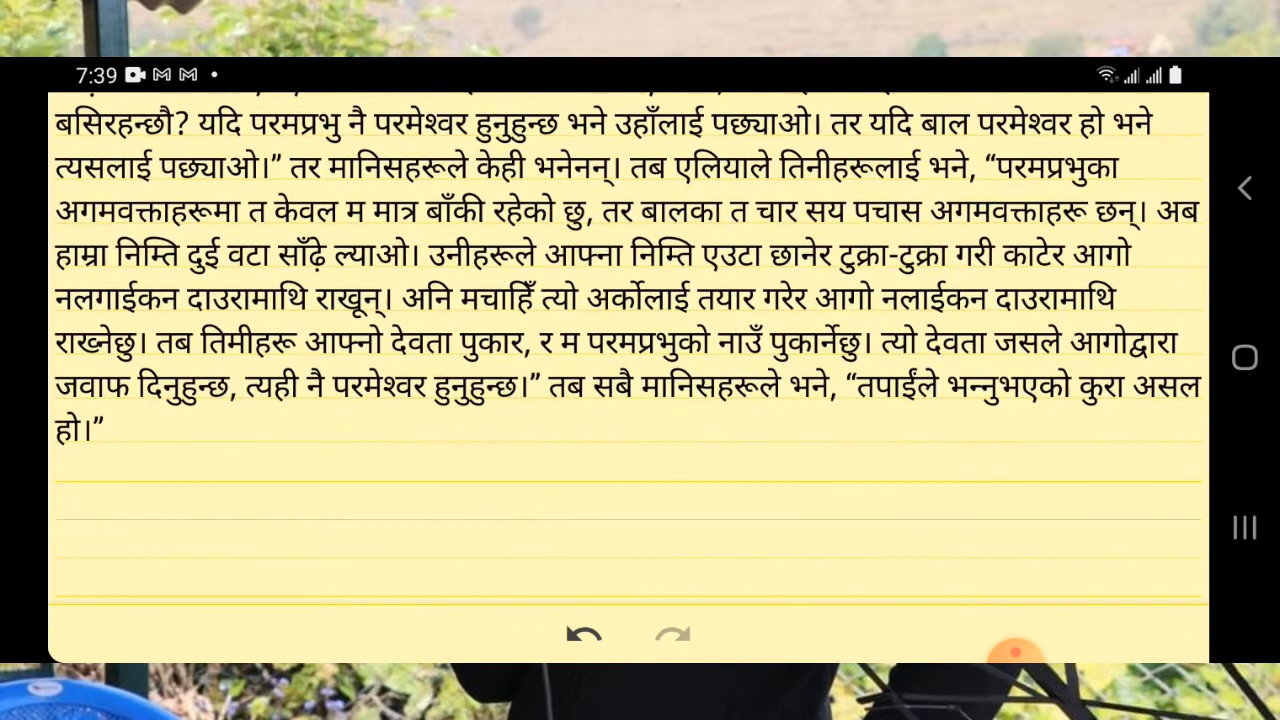 7:39
बसिरहन्छौ? यदि परमप्रभु नै परमेश्वर हुनुहुन्छ भने उहाँलाई पछ्याओ। तर यदि बाल परमेश्वर हो भने
त्यसलाई पछ्याओ।” तर मानिसहरूले केही भनेनन्। तब एलियाले तिनीहरूलाई भने, “परमप्रभुका
अगमवक्ताहरूमा त केवल म मात्र बाँकी रहेको छु, तर बालका त चार सय पचास अगमवक्ताहरू छन्। अब
हाम्रा निम्ति दुई वटा साँढ़े ल्याओ। उनीहरूले आफ्ना निम्ति एउटा छानेर टुक्रा-टुक्रा गरी काटेर आगो
नलगाईकन दाउरामाथि राखून्। अनि मचाहिँ त्यो अर्कोलाई तयार गरेर आगो नलाईकन दाउरामाथि
राख्नेछु। तब तिमीहरू आफ्नो देवता पुकार, र म परमप्रभुको नाउँ पुकार्नेछु। त्यो देवता जसले आगोद्वारा
जवाफ दिनुहुन्छ, त्यही नै परमेश्वर हुनुहुन्छ।” तब सबै मानिसहरूले भने, “तपाईंले भन्नुभएको कुरा असल
हो।”